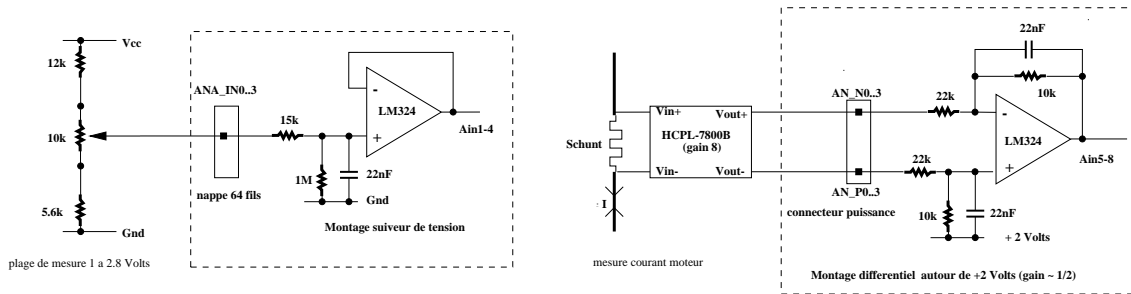 Vcc
12k
10k
5.6k
Gnd
plage de mesure 1 a 2.8 Volts
ANA_IN0..3
nappe 64 fils
15k
1M
22nF
Gnd
-
+
LM324
Ain1-4
Montage suiveur de tension
Schunt
I
Vin+
Vout+
HCPL-7800B
(gain 8)
Vin-
Vout-
mesure courant moteur
AN_N0..3
AN_P0..3
connecteur puissance
22nF
10k
22k
22k
-
+
LM324
Ain5-8
10k
22nF
+ 2 Volts
Montage differentiel autour de +2 Volts (gain ~ 1/2)